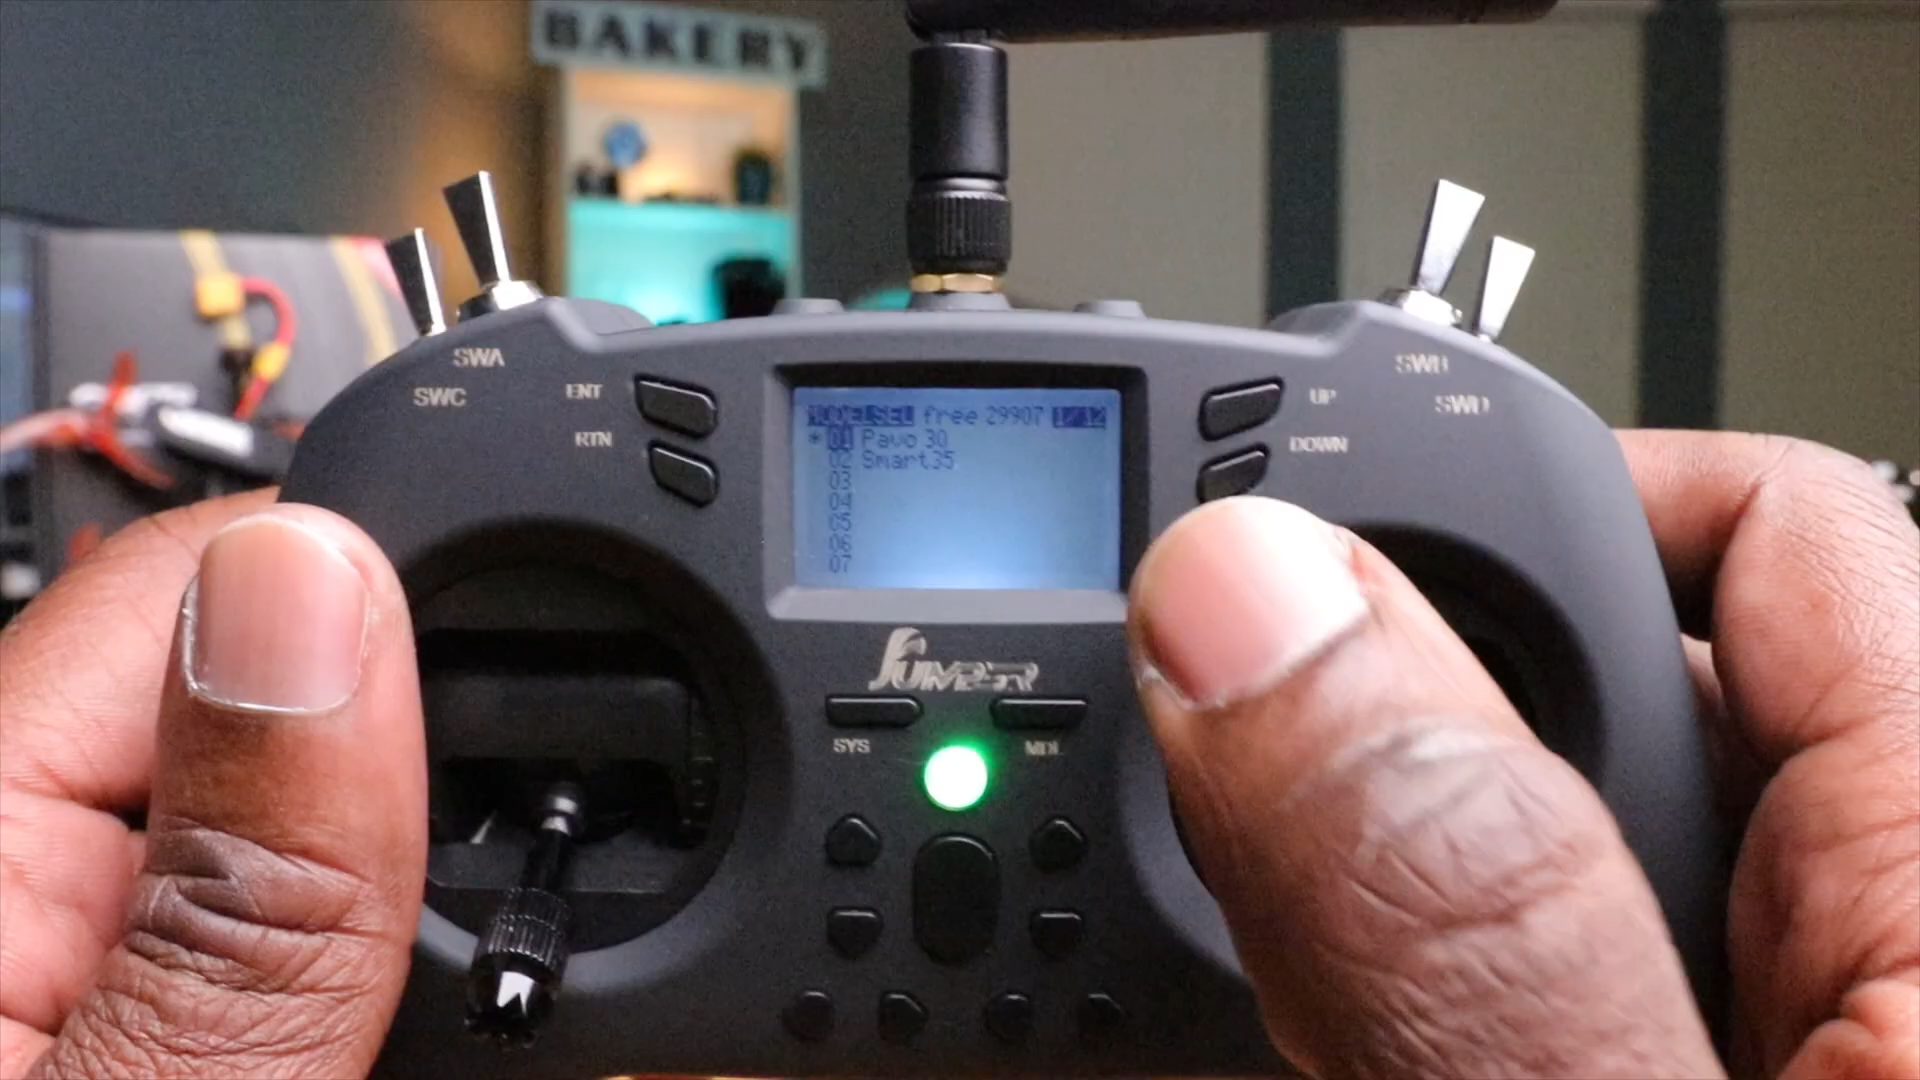 BAKERY
SWA
SWC
ENT
RTN
SWB
SWD
UP
DOWN
MODELSEL free 29907 1/12
* 01 Pavo 30
02 Smart35
03
04
05
06
07
JUMPER
SYS
MDL